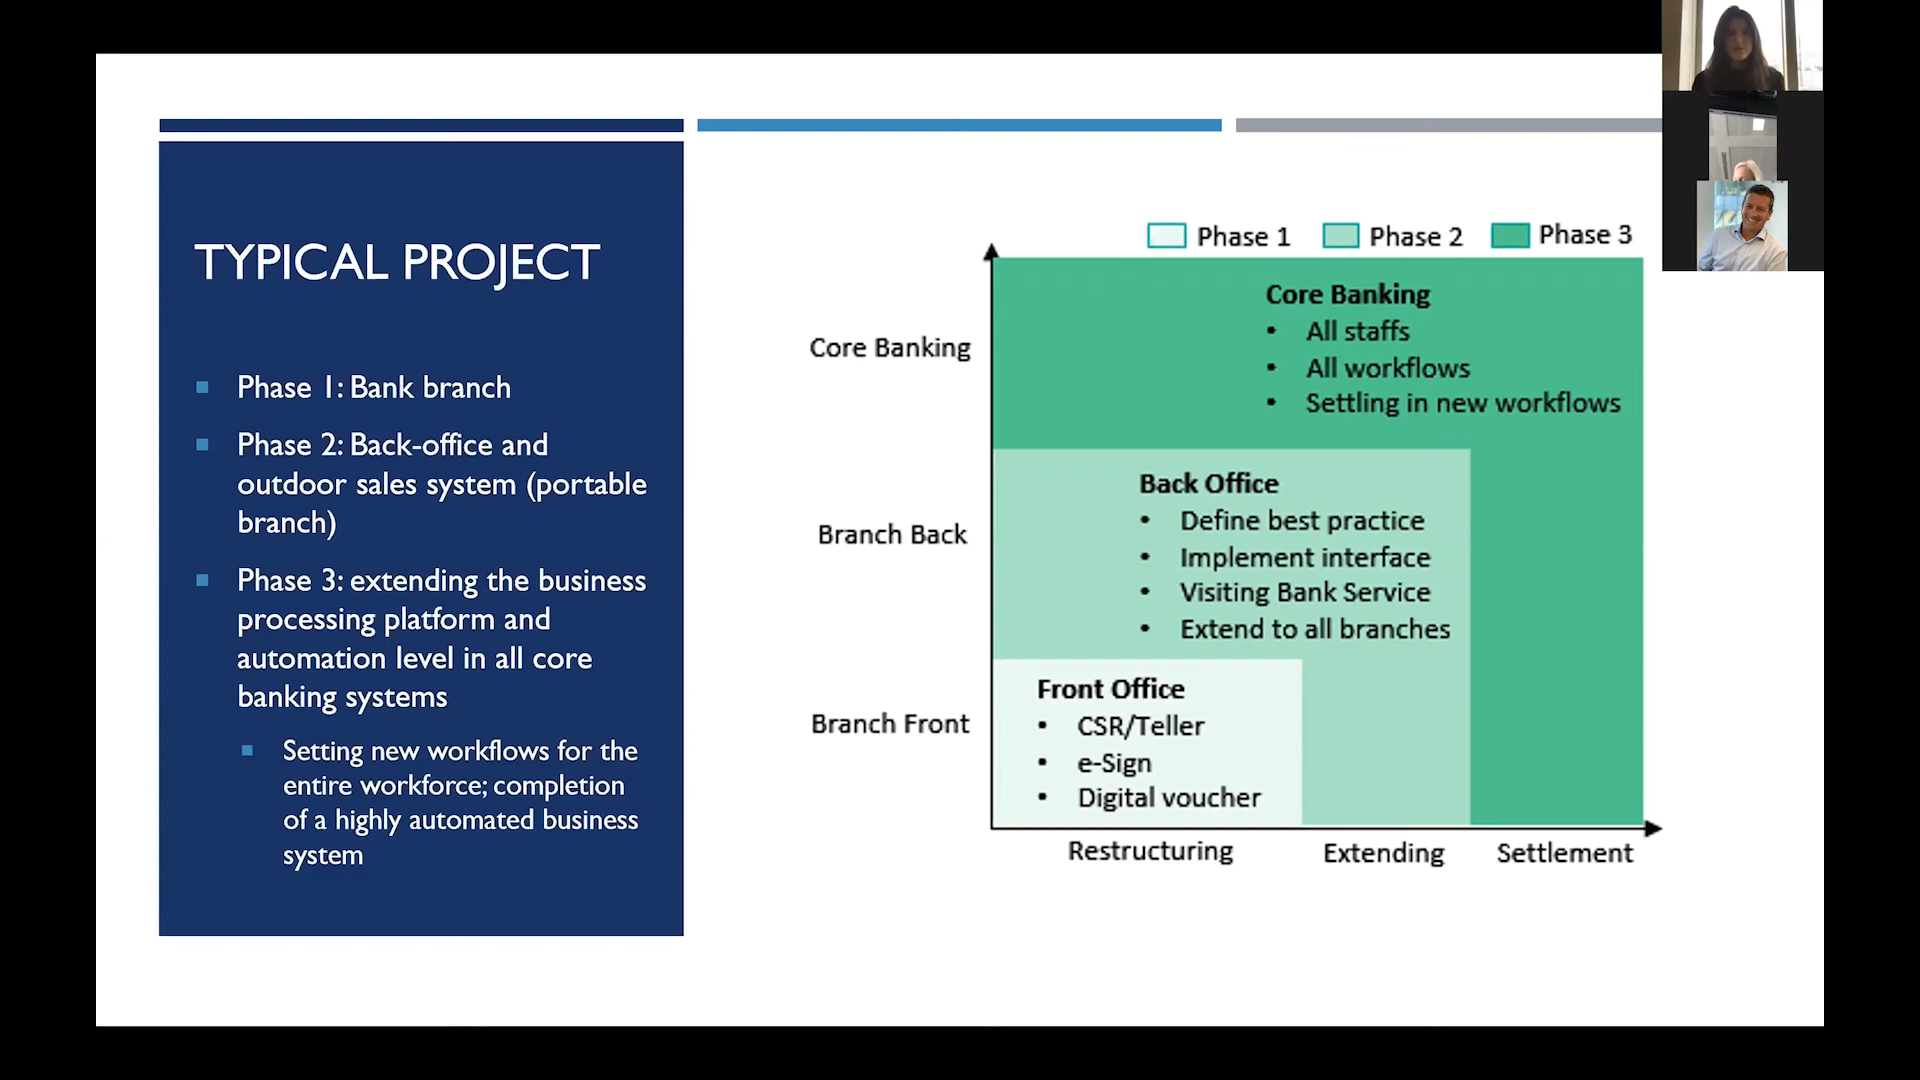 TYPICAL PROJECT
Phase 1: Bank branch
Phase 2: Back-office and
outdoor sales system (portable
branch)
Phase 3: extending the business
processing platform and
automation level in all core
banking systems
Setting new workflows for the
entire workforce; completion
of a highly automated business
system
Phase 1
Phase 2
Phase 3
Core Banking
Core Banking
• All staffs
• All workflows
• Settling in new workflows
Branch Back
Back Office
• Define best practice
• Implement interface
• Visiting Bank Service
• Extend to all branches
Branch Front
Front Office
• CSR/Teller
• e-Sign
• Digital voucher
Restructuring
Extending
Settlement